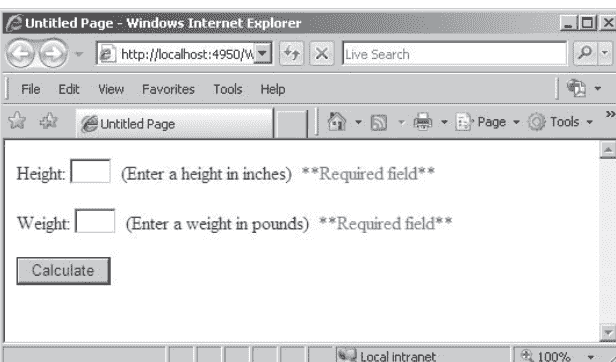 Untitled Page - Windows Internet Explorer
http://localhost:4950/W
Live Search
File Edit View Favorites Tools Help
Untitled Page
Page Tools »
Height: (Enter a height in inches) **Required field**
Weight: (Enter a weight in pounds) **Required field**
Calculate
Local intranet 100%